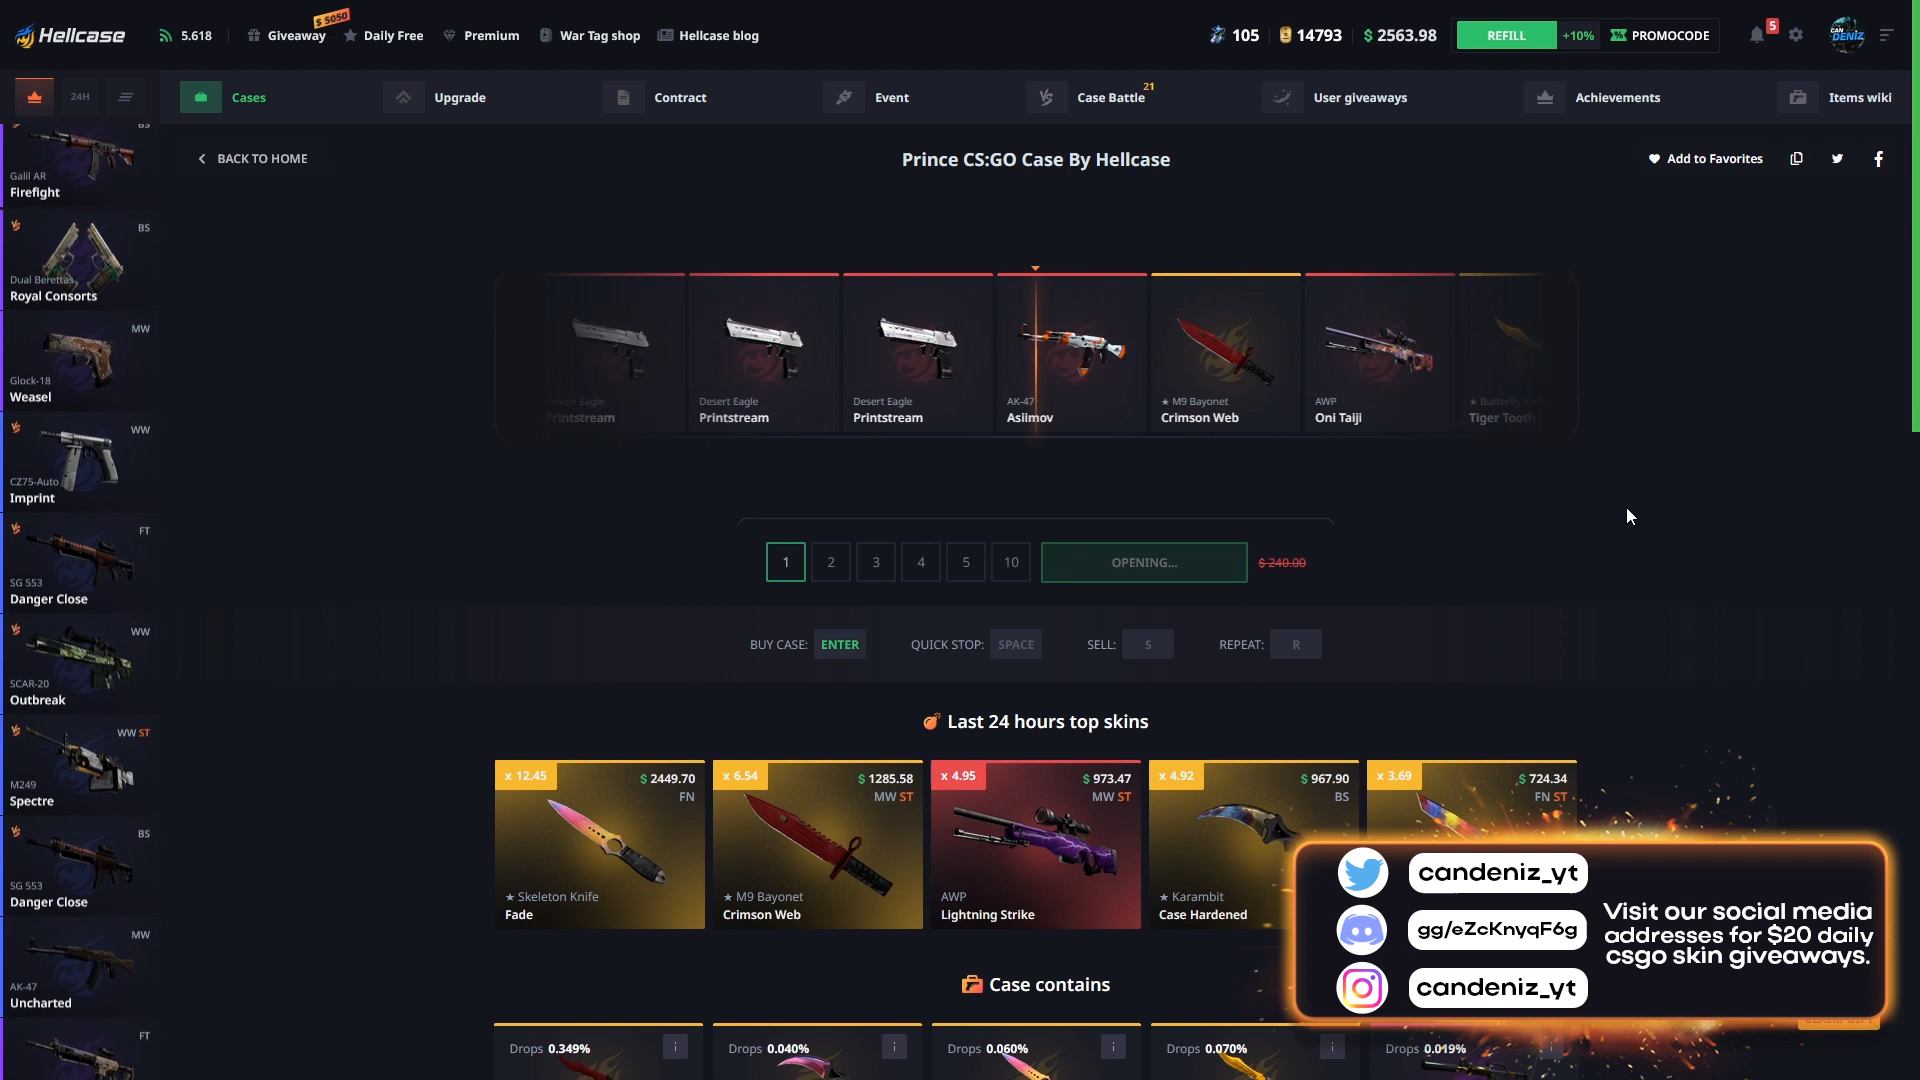 Hellcase
5.618
Giveaway
$ 5050
Daily Free
Premium
War Tag shop
Hellcase blog
105
14793
$ 2563.98
REFILL
+10%
PROMOCODE
5
CAN DENİZ
24H
Cases
Upgrade
Contract
Event
Case Battle
21
User giveaways
Achievements
Items wiki
BACK TO HOME
Prince CS:GO Case By Hellcase
Add to Favorites
BS
Galil AR
Firefight
BS
Dual Berettas
Royal Consorts
MW
Glock-18
Weasel
WW
CZ75-Auto
Imprint
FT
SG 553
Danger Close
WW
SCAR-20
Outbreak
WW ST
M249
Spectre
BS
SG 553
Danger Close
MW
AK-47
Uncharted
FT
Desert Eagle
Printstream
Desert Eagle
Printstream
Desert Eagle
Printstream
AK-47
Asiimov
★ M9 Bayonet
Crimson Web
AWP
Oni Taiji
★ Butterfly Knife
Tiger Tooth
1
2
3
4
5
10
OPENING...
$ 240.00
BUY CASE: ENTER
QUICK STOP: SPACE
SELL: S
REPEAT: R
Last 24 hours top skins
x 12.45
$ 2449.70
FN
★ Skeleton Knife
Fade
x 6.54
$ 1285.58
MW ST
★ M9 Bayonet
Crimson Web
x 4.95
$ 973.47
MW ST
AWP
Lightning Strike
x 4.92
$ 967.90
BS
★ Karambit
Case Hardened
x 3.69
$ 724.34
FN ST
candeniz_yt
gg/eZcKnyqF6g
candeniz_yt
Visit our social media
addresses for $20 daily
csgo skin giveaways.
Case contains
Drops 0.349%
i
Drops 0.040%
i
Drops 0.060%
i
Drops 0.070%
i
Drops 0.019%
i